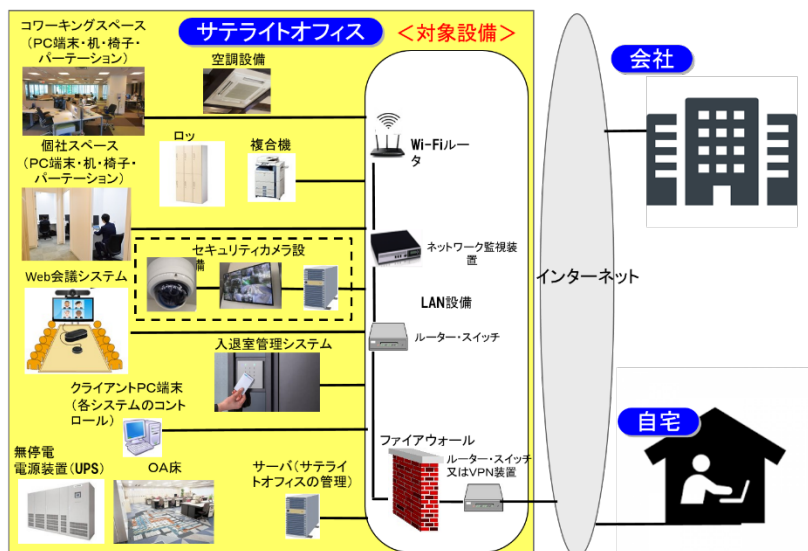 サテライトオフィス
＜対象設備＞
コワーキングスペース
(PC端末・机・椅子・
パーテーション)
空調設備
ロッ
複合機
個社スペース
(PC端末・机・椅子・
パーテーション)
Wi-Fiルー
タ
セキュリティカメラ設
備
ネットワーク監視装
置
Web会議システム
LAN設備
ルーター・スイッチ
入退室管理システム
クライアントPC端末
(各システムのコント
ロール)
ファイアウォール
ルーター・スイッチ
又はVPN装置
無停電
電源装置(UPS)
OA床
サーバ(サテライ
トオフィスの管理)
インターネット
会社
自宅